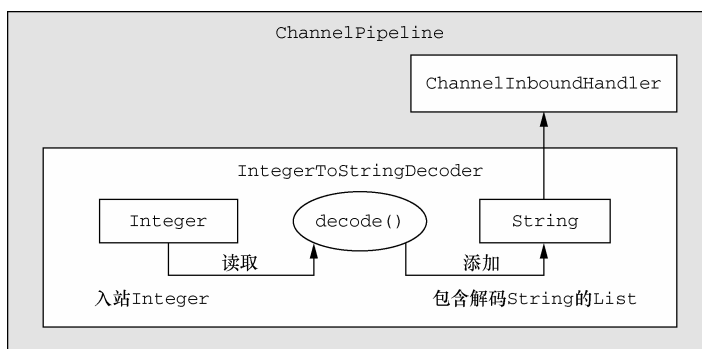 ChannelPipeline
ChannelInboundHandler
IntegerToStringDecoder
Integer
decode()
String
读取
添加
入站Integer
包含解码String的List